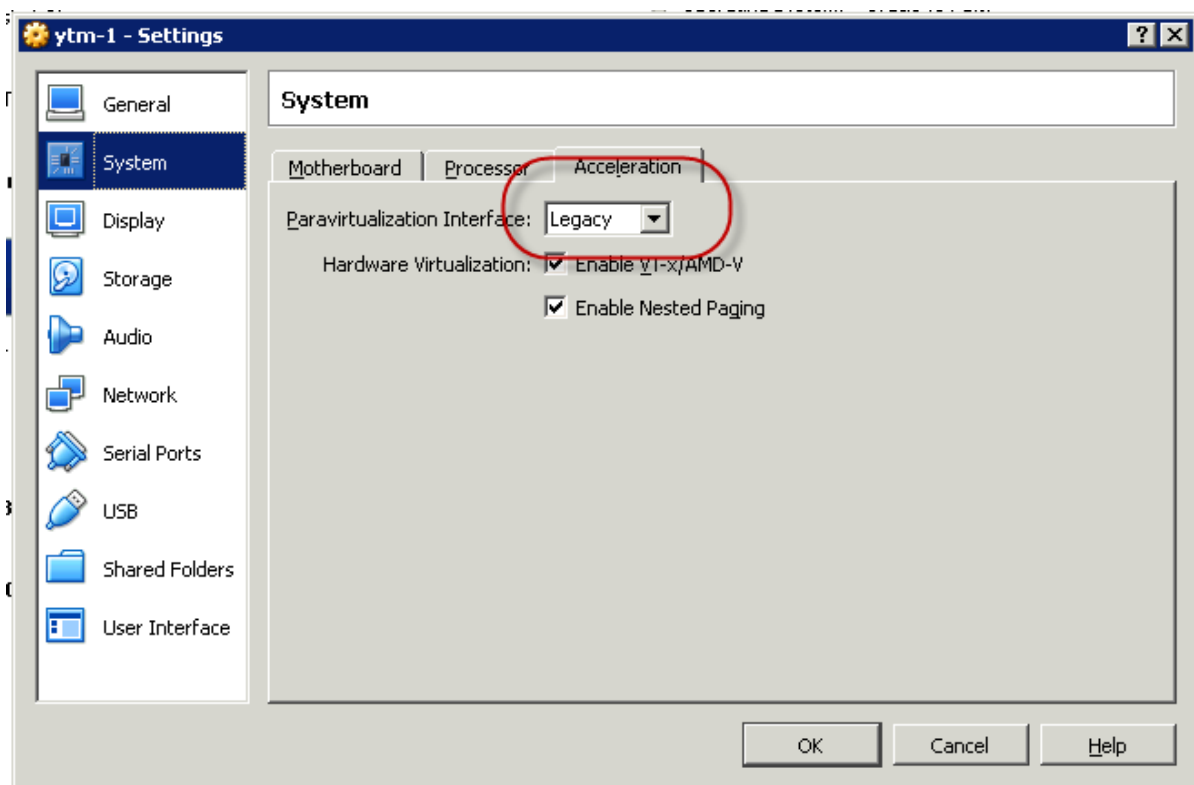 ytm-1 - Settings
General
System
Display
Storage
Audio
Network
Serial Ports
USB
Shared Folders
User Interface
System
Motherboard
Processor
Acceleration
Paravirtualization Interface: Legacy
Hardware Virtualization: Enable VT-x/AMD-V
Enable Nested Paging
OK
Cancel
Help